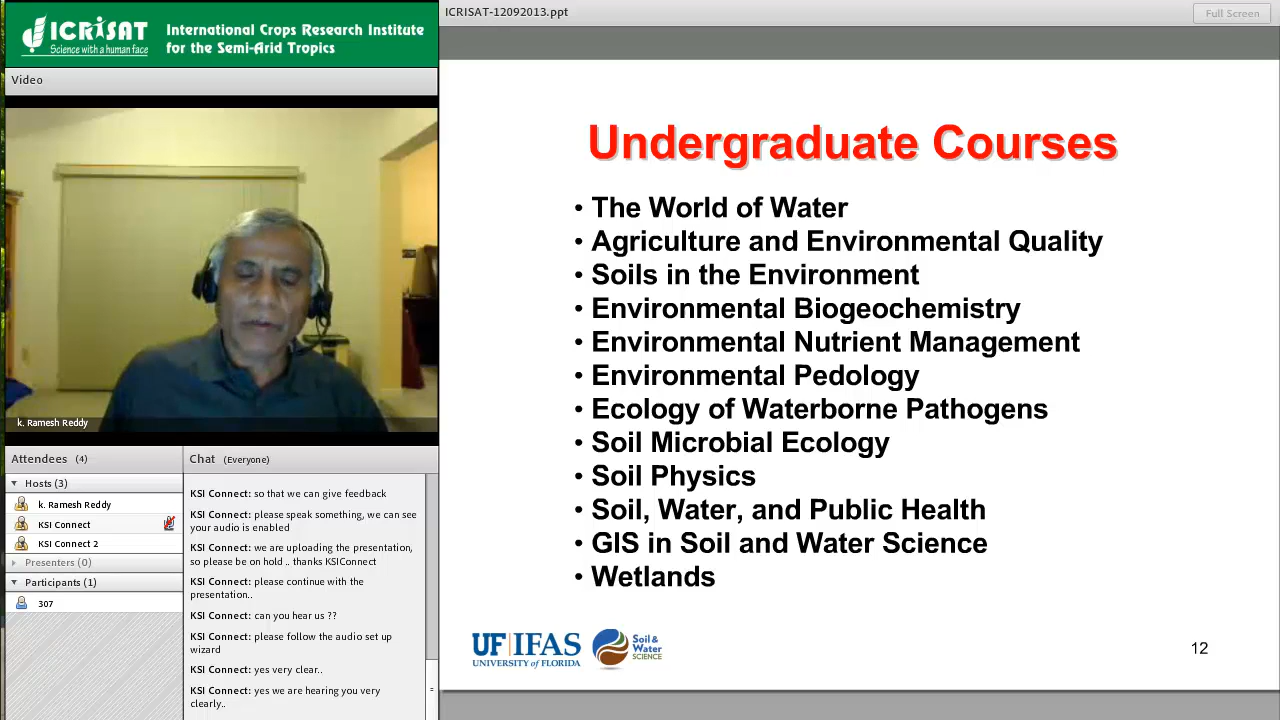 ICRISAT
Science with a human face
International Crops Research Institute
for the Semi-Arid Tropics
Video
k. Ramesh Reddy
Attendees (4)
Hosts (3)
k. Ramesh Reddy
KSI Connect
KSI Connect 2
Presenters (0)
Participants (1)
307
Chat (Everyone)
KSI Connect: so that we can give feedback
KSI Connect: please speak something, we can see
your audio is enabled
KSI Connect: we are uploading the presentation,
so please be on hold .. thanks KSIConnect
KSI Connect: please continue with the
presentation..
KSI Connect: can you hear us ??
KSI Connect: please follow the audio set up
wizard
KSI Connect: yes very clear..
KSI Connect: yes we are hearing you very
clearly..
ICRISAT-12092013.ppt
Full Screen
Undergraduate Courses
• The World of Water
• Agriculture and Environmental Quality
• Soils in the Environment
• Environmental Biogeochemistry
• Environmental Nutrient Management
• Environmental Pedology
• Ecology of Waterborne Pathogens
• Soil Microbial Ecology
• Soil Physics
• Soil, Water, and Public Health
• GIS in Soil and Water Science
• Wetlands
UF|IFAS
UNIVERSITY of FLORIDA
Soil &
Water
SCIENCE
12